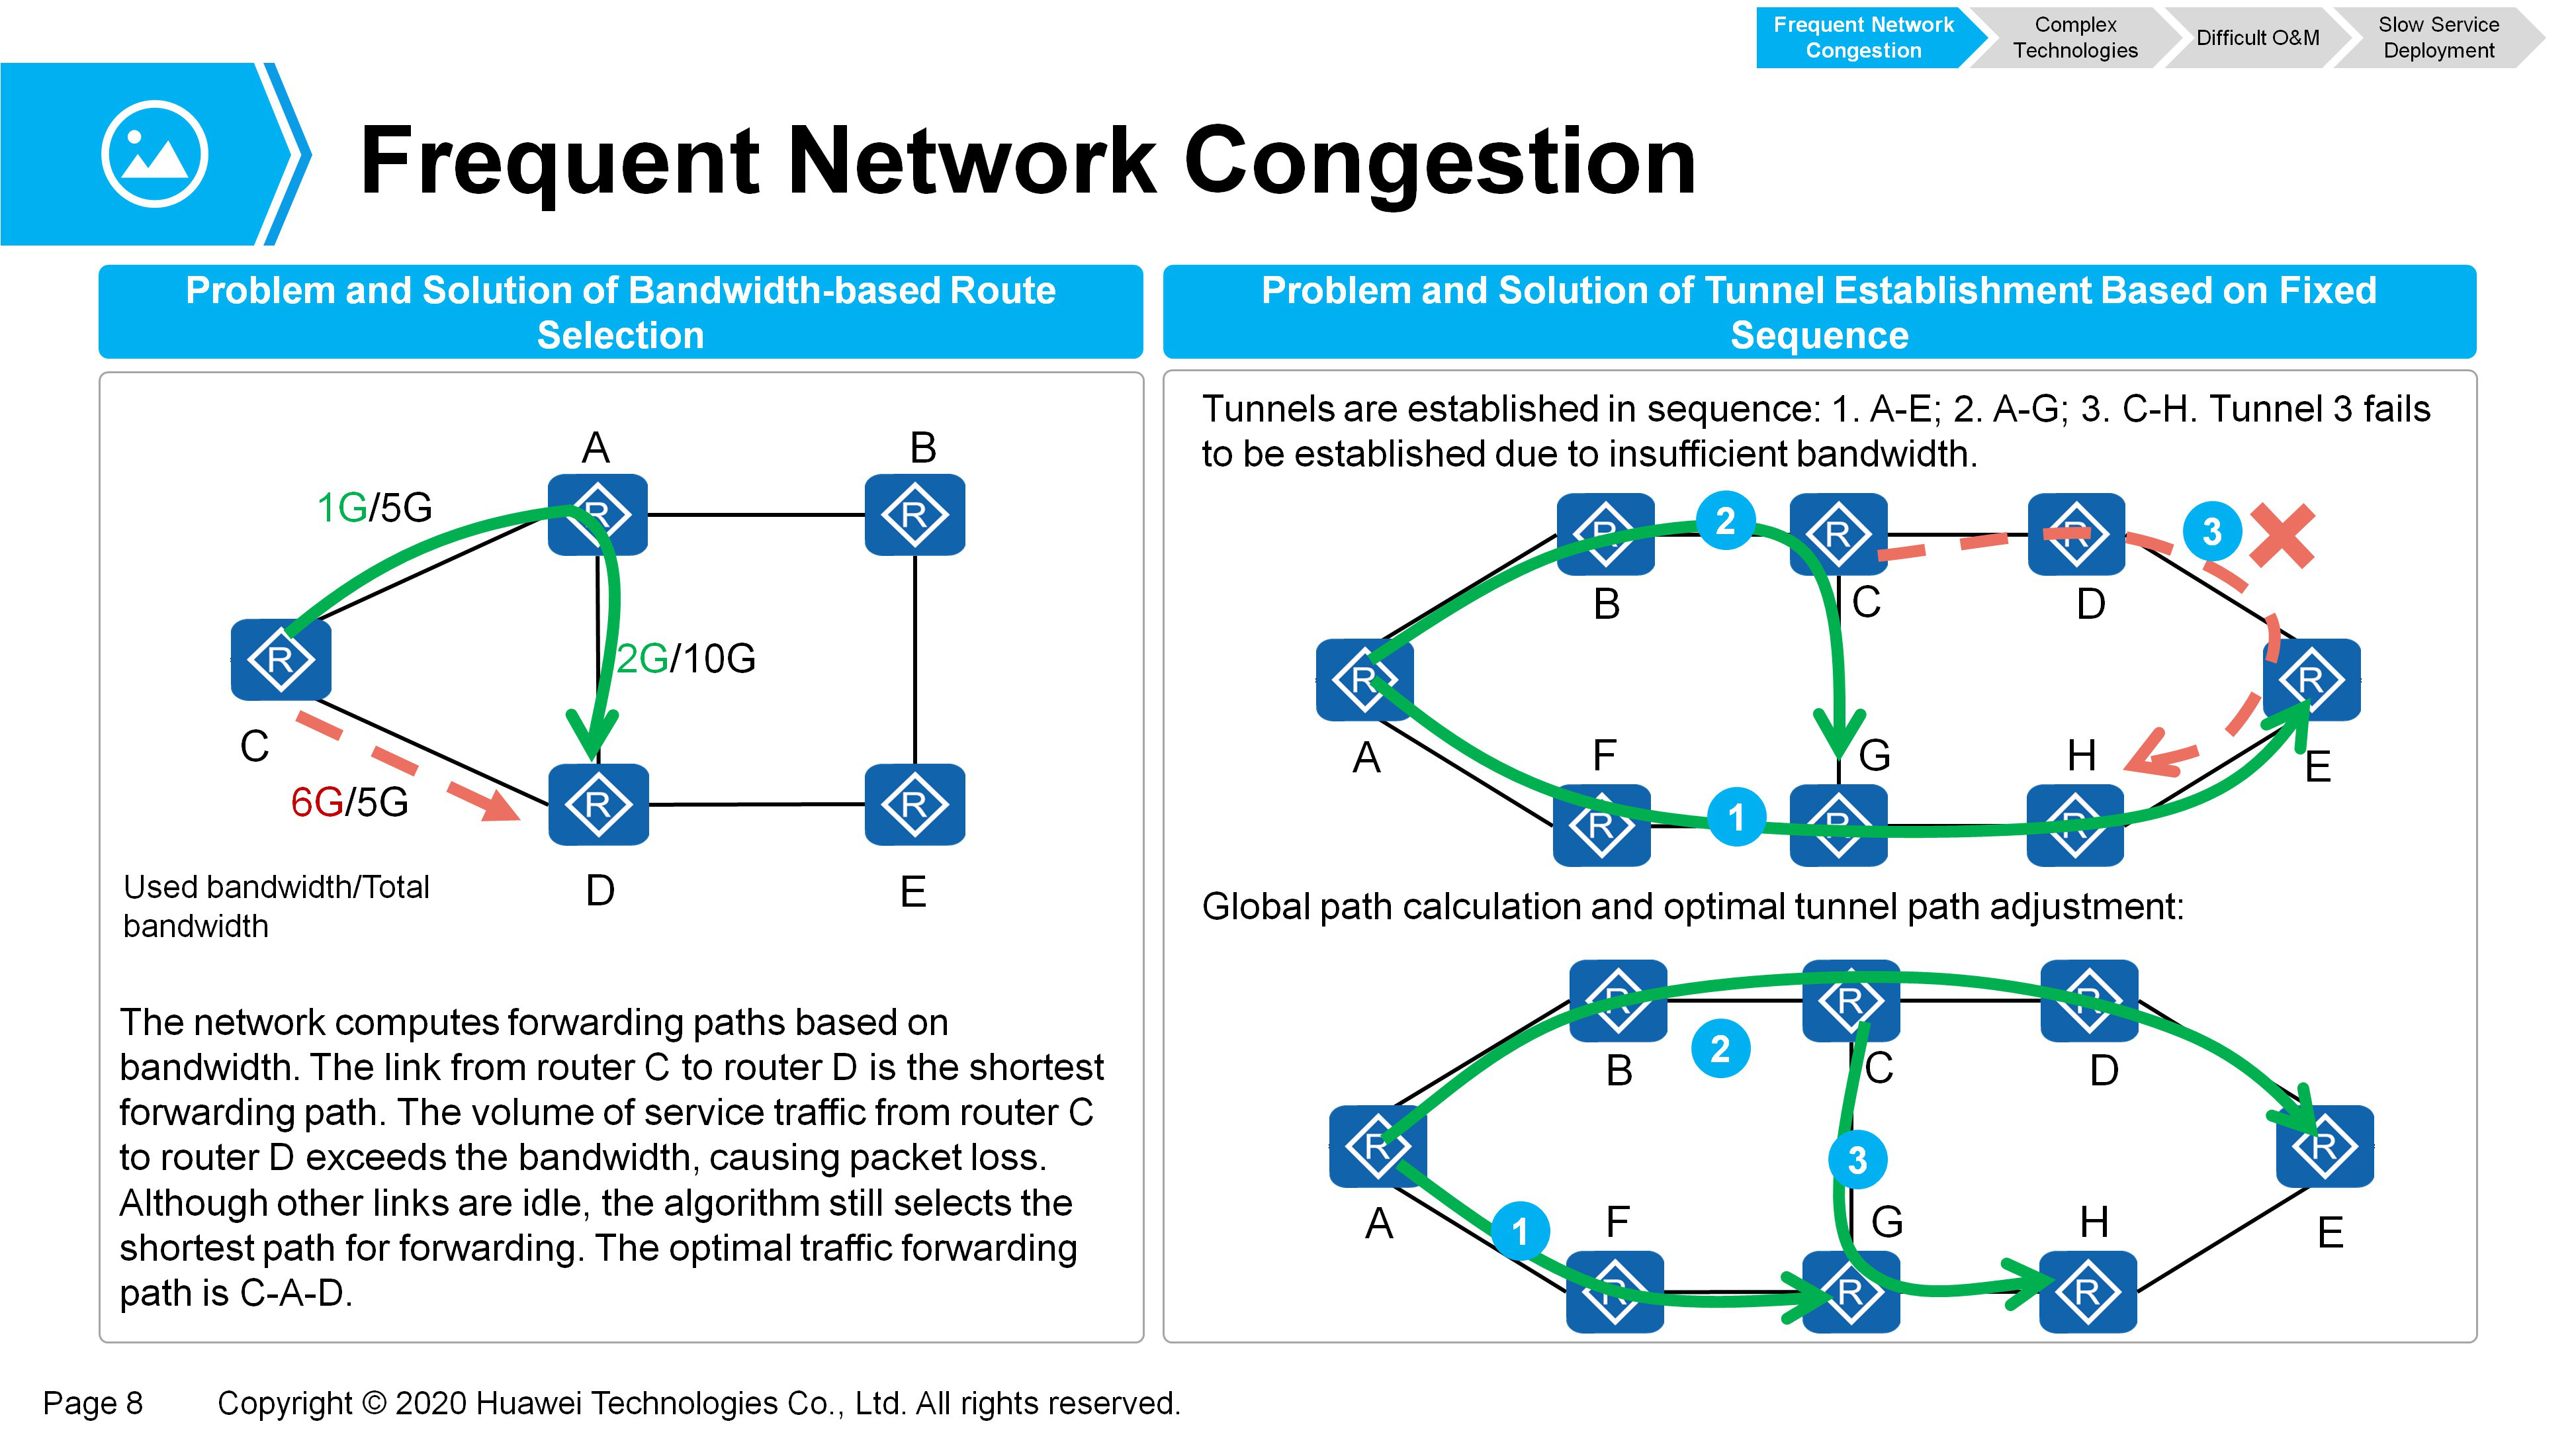 Frequent Network
Congestion
Complex
Technologies
Difficult O&M
Slow Service
Deployment
Frequent Network Congestion
Problem and Solution of Bandwidth-based Route
Selection
A
B
1G/5G
R
R
R
2G/10G
C
6G/5G
R
R
Used bandwidth/Total
bandwidth
D
E
The network computes forwarding paths based on
bandwidth. The link from router C to router D is the shortest
forwarding path. The volume of service traffic from router C
to router D exceeds the bandwidth, causing packet loss.
Although other links are idle, the algorithm still selects the
shortest path for forwarding. The optimal traffic forwarding
path is C-A-D.
Problem and Solution of Tunnel Establishment Based on Fixed
Sequence
Tunnels are established in sequence: 1. A-E; 2. A-G; 3. C-H. Tunnel 3 fails
to be established due to insufficient bandwidth.
R
2
R
R
3
B
C
D
R
R
A
F
G
H
E
R
1
R
R
Global path calculation and optimal tunnel path adjustment:
R
R
R
B
2
C
D
R
3
R
A
1
F
G
H
E
R
R
R
Page 8
Copyright © 2020 Huawei Technologies Co., Ltd. All rights reserved.